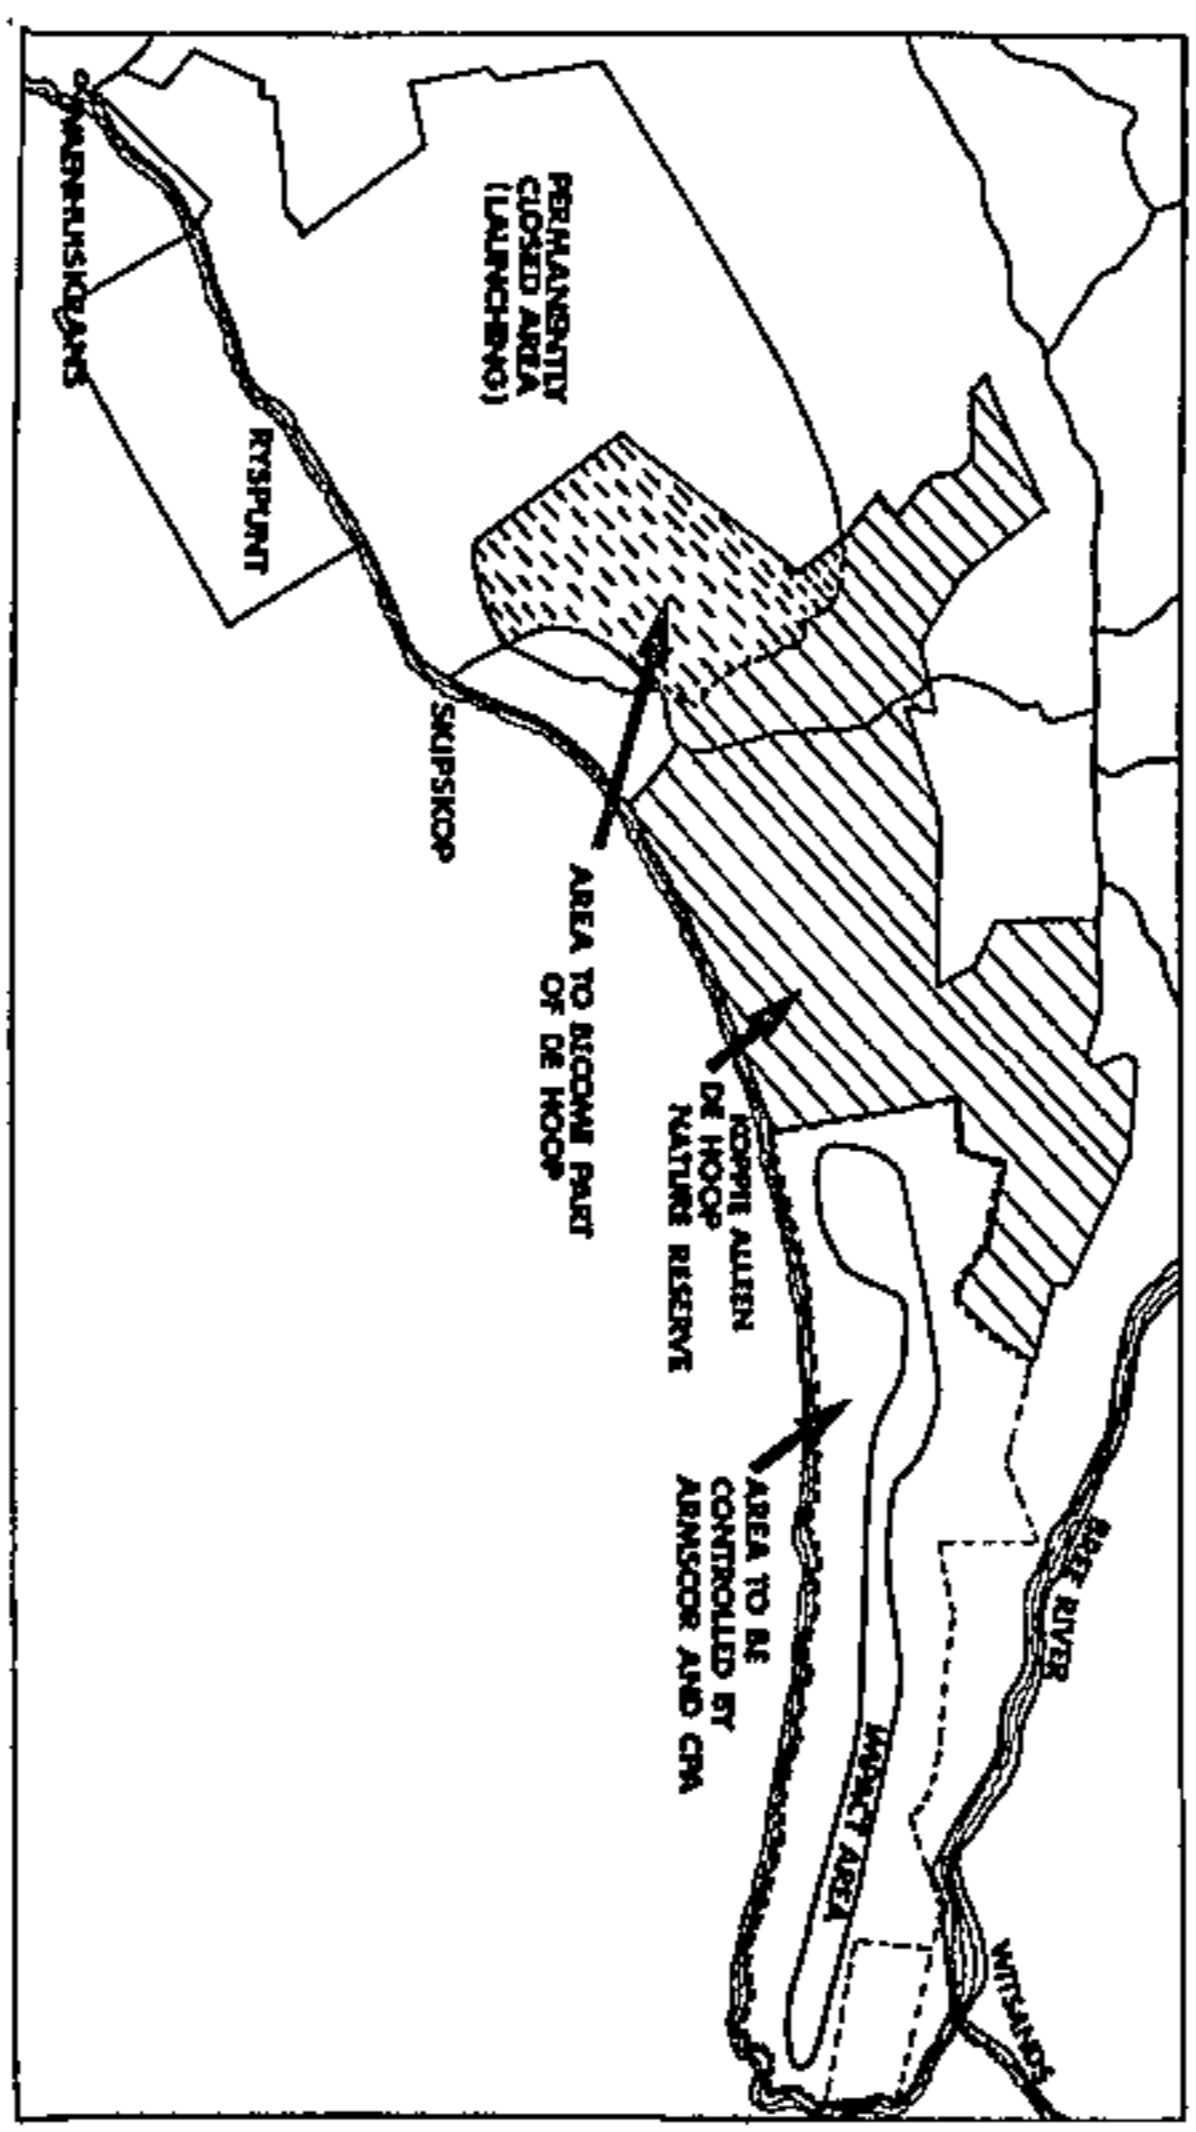 WAENHUISKRANS
RYSPUNT
PERMANENTLY
CLOSED AREA
(LAUNCHING)
SKIPSKOP
AREA TO BECOME PART
OF DE HOOP
KOPPIE ALLEEN
DE HOOP
NATURE RESERVE
AREA TO BE
CONTROLLED BY
ARMSCOR AND CPA
IMPACT AREA
BREE RIVER
WITSANDS